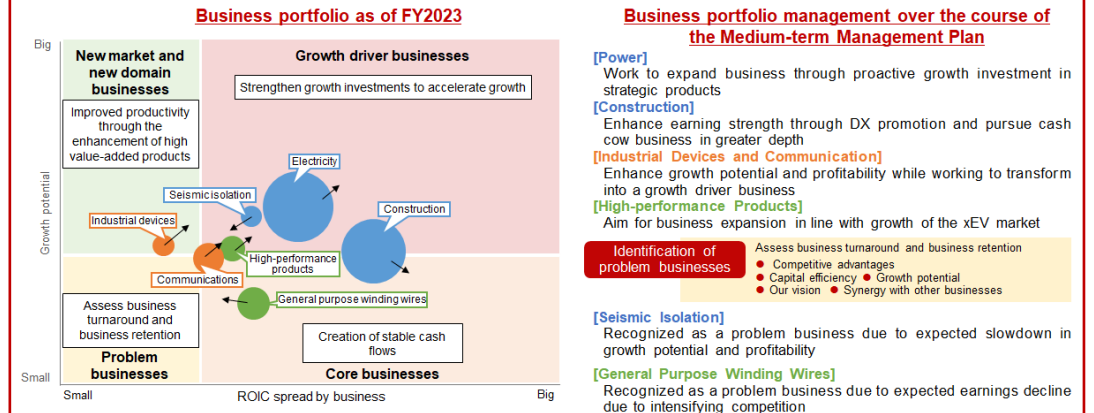 Business portfolio as of FY2023
Big
New market and
new domain
businesses
Growth driver businesses
Strengthen growth investments to accelerate growth
Improved productivity
through the
enhancement of high
value-added products
Growth potential
Electricity
Seismic isolation
Construction
Industrial devices
High-performance
products
Communications
General purpose winding wires
Assess business
turnaround and
business retention
Creation of stable cash
flows
Problem
businesses
Core businesses
Small
Small
ROIC spread by business
Big
Business portfolio management over the course of
the Medium-term Management Plan
[Power]
Work to expand business through proactive growth investment in
strategic products
[Construction]
Enhance earning strength through DX promotion and pursue cash
cow business in greater depth
[Industrial Devices and Communication]
Enhance growth potential and profitability while working to transform
into a growth driver business
[High-performance Products]
Aim for business expansion in line with growth of the xEV market
Identification of
problem businesses
Assess business turnaround and business retention
● Competitive advantages
● Capital efficiency ● Growth potential
● Our vision ● Synergy with other businesses
[Seismic Isolation]
Recognized as a problem business due to expected slowdown in
growth potential and profitability
[General Purpose Winding Wires]
Recognized as a problem business due to expected earnings decline
due to intensifying competition